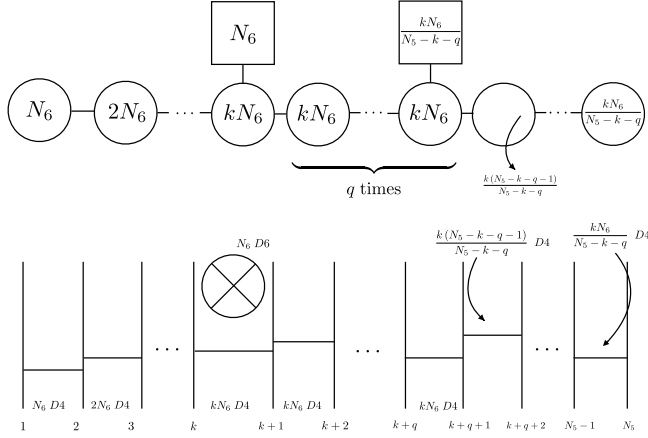 N_6
\frac{kN_6}{N_5-k-q}
N_6 2N_6 ... kN_6 kN_6 ... kN_6 ... \frac{kN_6}{N_5-k-q}
q times
\frac{k(N_5-k-q-1)}{N_5-k-q}
N_6 D6
\frac{k(N_5-k-q-1)}{N_5-k-q} D4
\frac{kN_6}{N_5-k-q} D4
... ... ...
N_6 D4 2N_6 D4 kN_6 D4 kN_6 D4 kN_6 D4
1 2 3 k k+1 k+2 k+q k+q+1 k+q+2 N_5-1 N_5